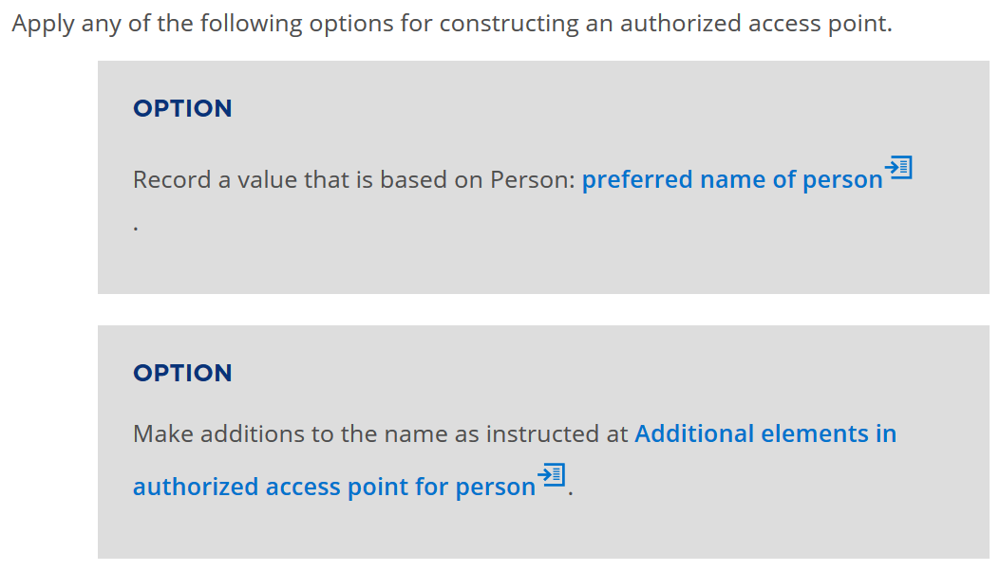 Apply any of the following options for constructing an authorized access point.
OPTION
Record a value that is based on Person: preferred name of person
.
OPTION
Make additions to the name as instructed at Additional elements in
authorized access point for person .